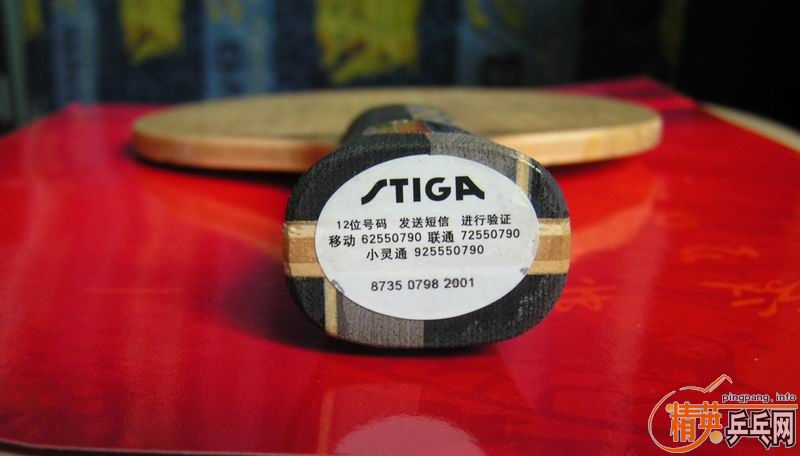 STIGA
12位号码 发送短信 进行验证
移动 62550790 联通 72550790
小灵通 925550790
8735 0798 2001
pingpang.info
精英乒乓网